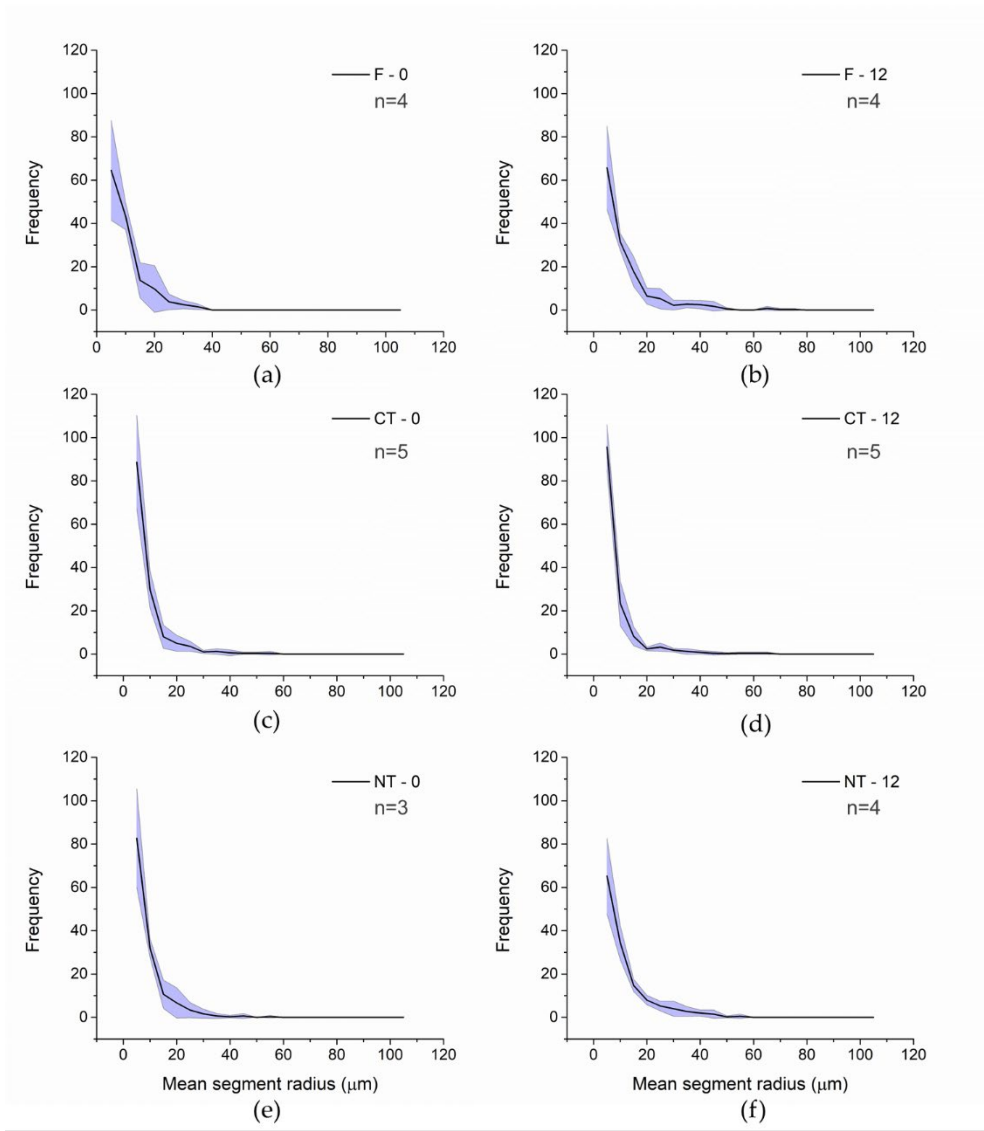 120
100
80
60
40
20
0
Frequency
F - 0
n=4
0 20 40 60 80 100 120
(a)
120
100
80
60
40
20
0
Frequency
F - 12
n=4
0 20 40 60 80 100 120
(b)
120
100
80
60
40
20
0
Frequency
CT - 0
n=5
0 20 40 60 80 100 120
(c)
120
100
80
60
40
20
0
Frequency
CT - 12
n=5
0 20 40 60 80 100 120
(d)
120
100
80
60
40
20
0
Frequency
NT - 0
n=3
0 20 40 60 80 100 120
Mean segment radius (μm)
(e)
120
100
80
60
40
20
0
Frequency
NT - 12
n=4
0 20 40 60 80 100 120
Mean segment radius (μm)
(f)